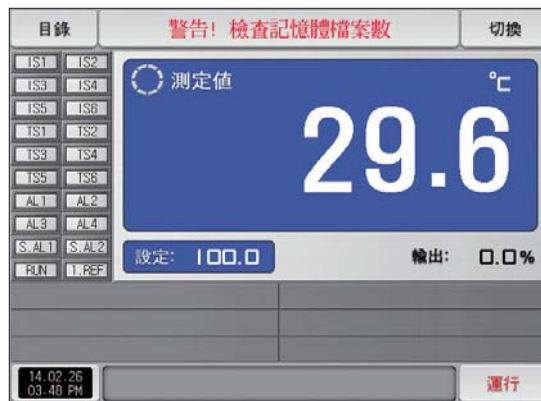 目錄
警告! 檢查記憶體檔案數
切換
IS1 IS2
IS3 IS4
IS5 IS6
TS1 TS2
TS3 TS4
TS5 TS6
AL1 AL2
AL3 AL4
S.AL1 S.AL2
RUN 1.REF
測定值
℃
29.6
設定: 100.0
輸出: 0.0%
14.02.26
03.48 PM
運行